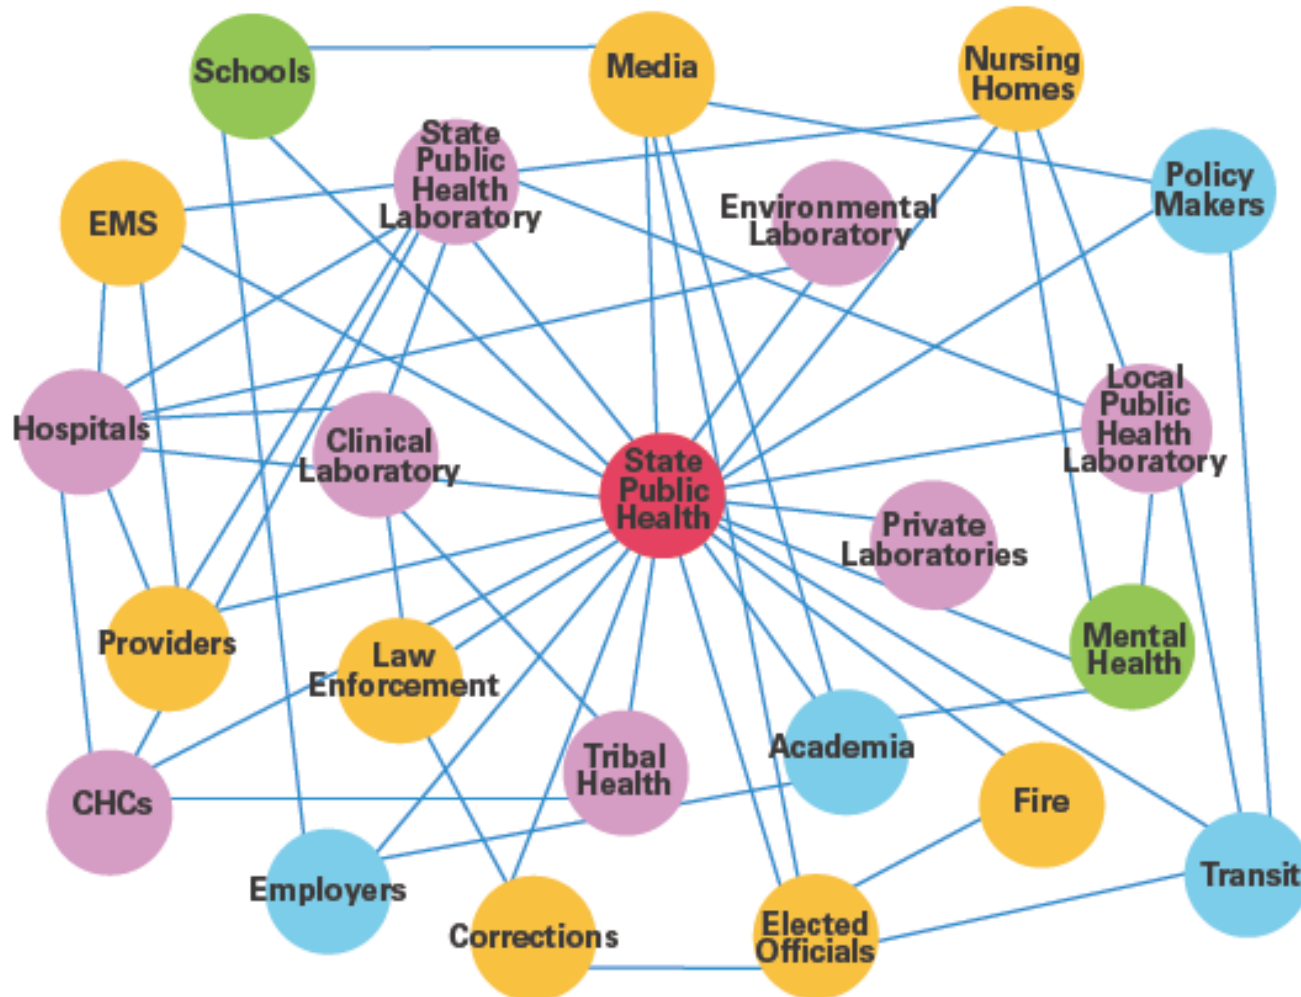 Schools
Media
Nursing
Homes
State
Public
Health
Laboratory
Policy
Makers
EMS
Environmental
Laboratory
Hospitals
Clinical
Laboratory
State
Public
Health
Local
Public
Health
Laboratory
Private
Laboratories
Providers
Law
Enforcement
Mental
Health
Tribal
Health
Academia
CHCs
Fire
Employers
Transit
Corrections
Elected
Officials